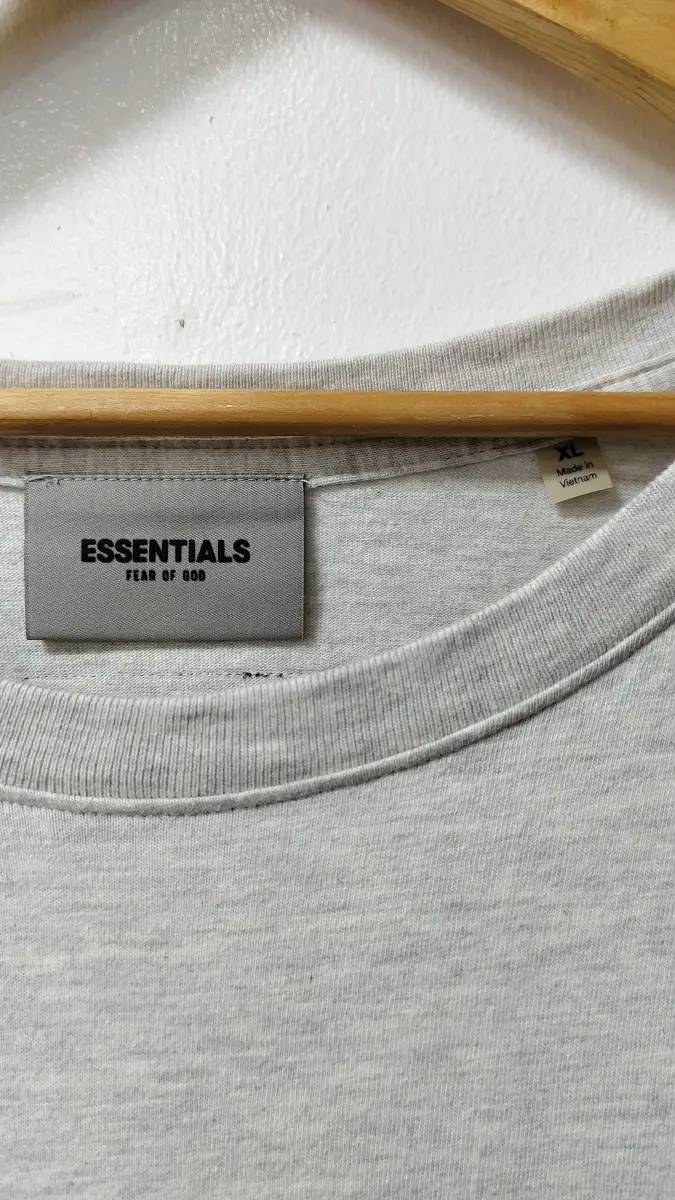 ESSENTIALS
FEAR OF GOD
XL
Made in
Vietnam